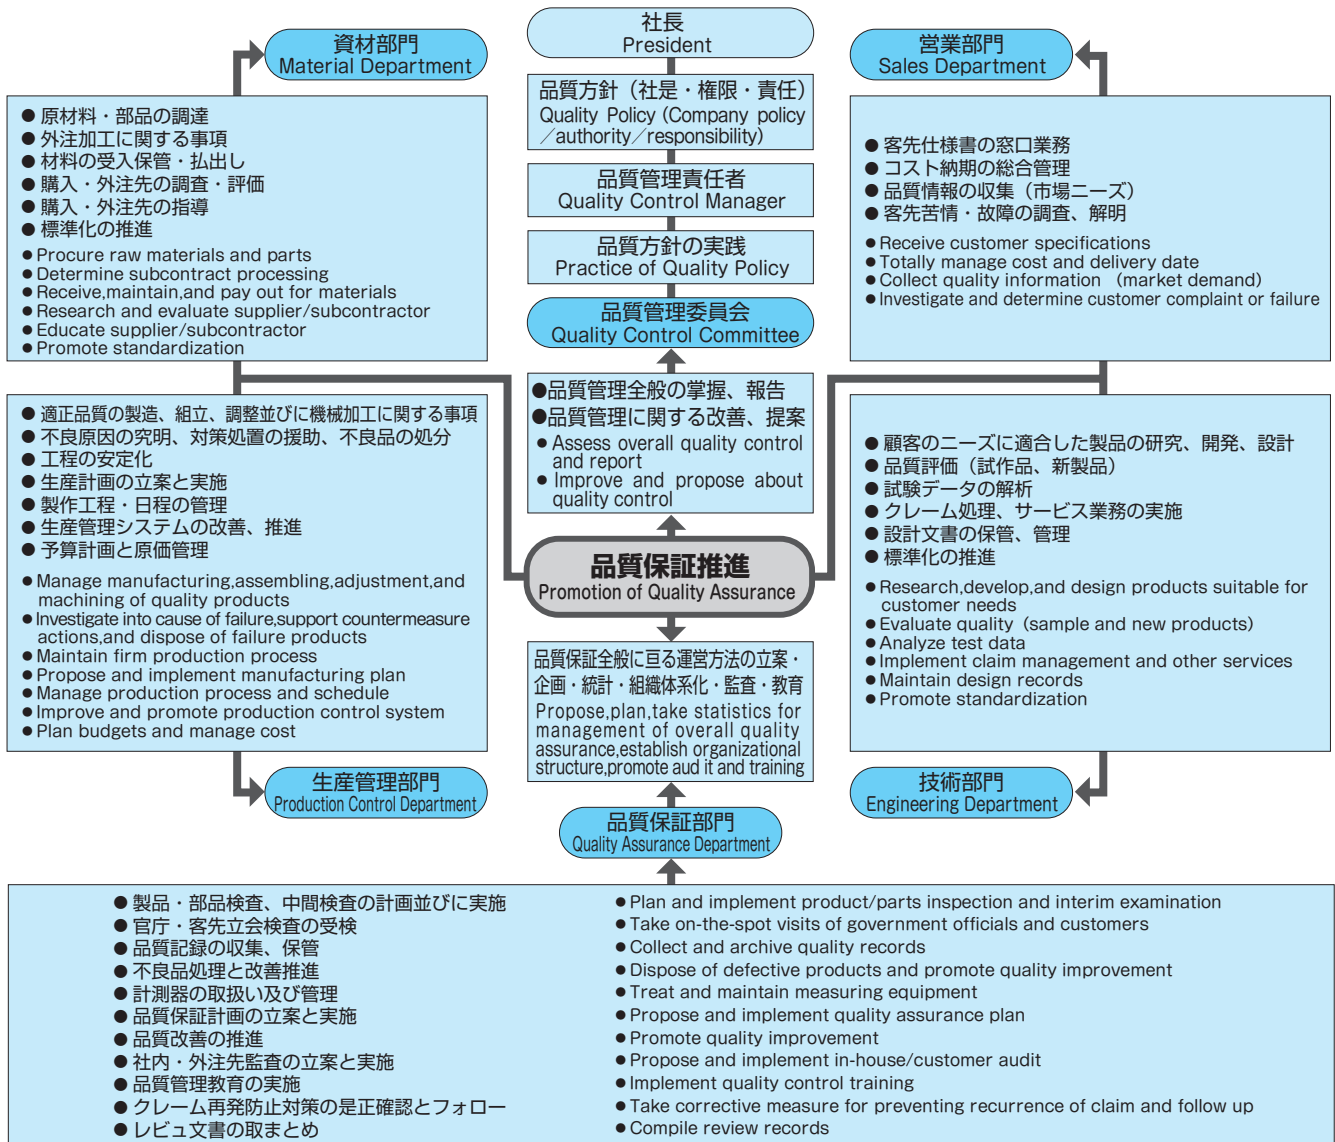 社長
President
品質方針（社是・権限・責任）
Quality Policy (Company policy
／authority／responsibility)
品質管理責任者
Quality Control Manager
品質方針の実践
Practice of Quality Policy
品質管理委員会
Quality Control Committee
●品質管理全般の掌握、報告
●品質管理に関する改善、提案
● Assess overall quality control
and report
● Improve and propose about
quality control
品質保証推進
Promotion of Quality Assurance
品質保証全般に亘る運営方法の立案・
企画・統計・組織体系化・監査・教育
Propose,plan,take statistics for
management of overall quality
assurance,establish organizational
structure,promote aud it and training
品質保証部門
Quality Assurance Department
資材部門
Material Department
● 原材料・部品の調達
● 外注加工に関する事項
● 材料の受入保管・払出し
● 購入・外注先の調査・評価
● 購入・外注先の指導
● 標準化の推進
● Procure raw materials and parts
● Determine subcontract processing
● Receive,maintain,and pay out for materials
● Research and evaluate supplier/subcontractor
● Educate supplier/subcontractor
● Promote standardization
● 適正品質の製造、組立、調整並びに機械加工に関する事項
● 不良原因の究明、対策処置の援助、不良品の処分
● 工程の安定化
● 生産計画の立案と実施
● 製作工程・日程の管理
● 生産管理システムの改善、推進
● 予算計画と原価管理
● Manage manufacturing,assembling,adjustment,and
machining of quality products
● Investigate into cause of failure,support countermeasure
actions,and dispose of failure products
● Maintain firm production process
● Propose and implement manufacturing plan
● Manage production process and schedule
● Improve and promote production control system
● Plan budgets and manage cost
生産管理部門
Production Control Department
営業部門
Sales Department
● 客先仕様書の窓口業務
● コスト納期の総合管理
● 品質情報の収集（市場ニーズ）
● 客先苦情・故障の調査、解明
● Receive customer specifications
● Totally manage cost and delivery date
● Collect quality information （market demand）
● Investigate and determine customer complaint or failure
● 顧客のニーズに適合した製品の研究、開発、設計
● 品質評価（試作品、新製品）
● 試験データの解析
● クレーム処理、サービス業務の実施
● 設計文書の保管、管理
● 標準化の推進
● Research,develop,and design products suitable for
customer needs
● Evaluate quality（sample and new products）
● Analyze test data
● Implement claim management and other services
● Maintain design records
● Promote standardization
技術部門
Engineering Department
● 製品・部品検査、中間検査の計画並びに実施
● 官庁・客先立会検査の受検
● 品質記録の収集、保管
● 不良品処理と改善推進
● 計測器の取扱い及び管理
● 品質保証計画の立案と実施
● 品質改善の推進
● 社内・外注先監査の立案と実施
● 品質管理教育の実施
● クレーム再発防止対策の是正確認とフォロー
● レビュ文書の取まとめ
● Plan and implement product/parts inspection and interim examination
● Take on-the-spot visits of government officials and customers
● Collect and archive quality records
● Dispose of defective products and promote quality improvement
● Treat and maintain measuring equipment
● Propose and implement quality assurance plan
● Promote quality improvement
● Propose and implement in-house/customer audit
● Implement quality control training
● Take corrective measure for preventing recurrence of claim and follow up
● Compile review records